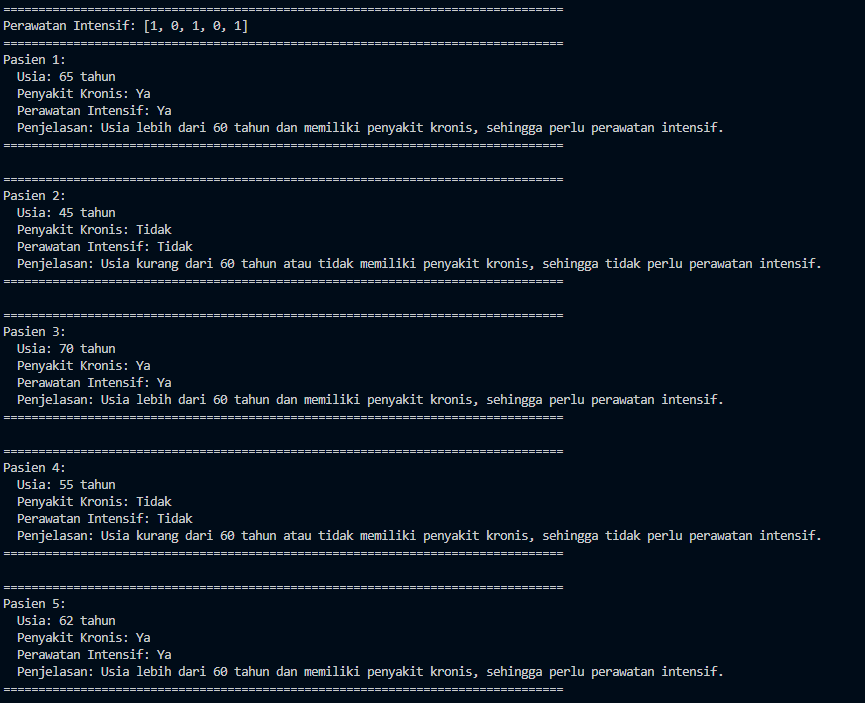 ================================================================================
Perawatan Intensif: [1, 0, 1, 0, 1]
================================================================================
Pasien 1:
  Usia: 65 tahun
  Penyakit Kronis: Ya
  Perawatan Intensif: Ya
  Penjelasan: Usia lebih dari 60 tahun dan memiliki penyakit kronis, sehingga perlu perawatan intensif.
================================================================================

================================================================================
Pasien 2:
  Usia: 45 tahun
  Penyakit Kronis: Tidak
  Perawatan Intensif: Tidak
  Penjelasan: Usia kurang dari 60 tahun atau tidak memiliki penyakit kronis, sehingga tidak perlu perawatan intensif.
================================================================================

================================================================================
Pasien 3:
  Usia: 70 tahun
  Penyakit Kronis: Ya
  Perawatan Intensif: Ya
  Penjelasan: Usia lebih dari 60 tahun dan memiliki penyakit kronis, sehingga perlu perawatan intensif.
================================================================================

================================================================================
Pasien 4:
  Usia: 55 tahun
  Penyakit Kronis: Tidak
  Perawatan Intensif: Tidak
  Penjelasan: Usia kurang dari 60 tahun atau tidak memiliki penyakit kronis, sehingga tidak perlu perawatan intensif.
================================================================================

================================================================================
Pasien 5:
  Usia: 62 tahun
  Penyakit Kronis: Ya
  Perawatan Intensif: Ya
  Penjelasan: Usia lebih dari 60 tahun dan memiliki penyakit kronis, sehingga perlu perawatan intensif.
================================================================================